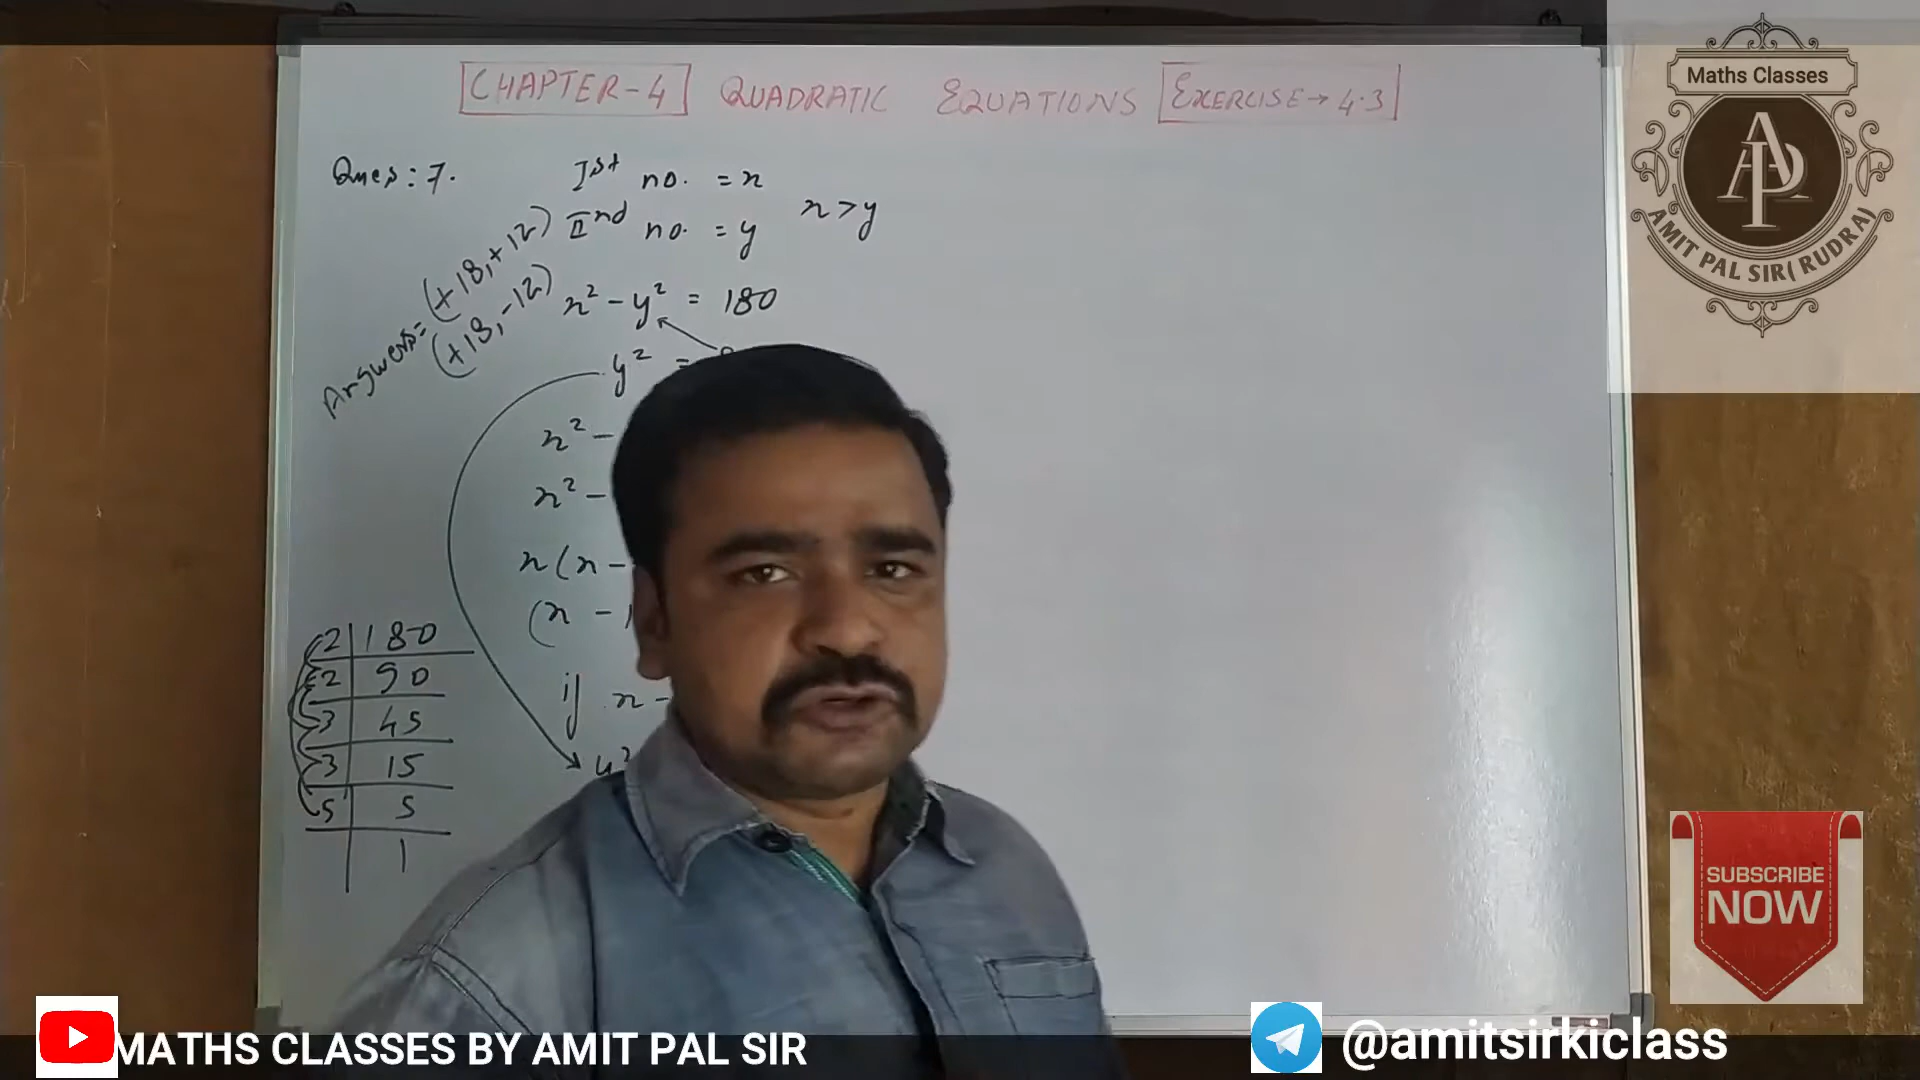 CHAPTER-4 QUADRATIC EQUATIONS EXERCISE→4.3
Maths Classes
AP
AMIT PAL SIR(RUDRA)
Ques:7. Ist no. = x
IInd no. = y x>y
Answers= (+18,+12)
(+18,-12)
x² - y² = 180
y² =
x² -
x² -
x(x -
(x - 1
if x -
2 180
2 90
3 45
3 15
5 5
1
SUBSCRIBE
NOW
MATHS CLASSES BY AMIT PAL SIR
@amitsirkiclass